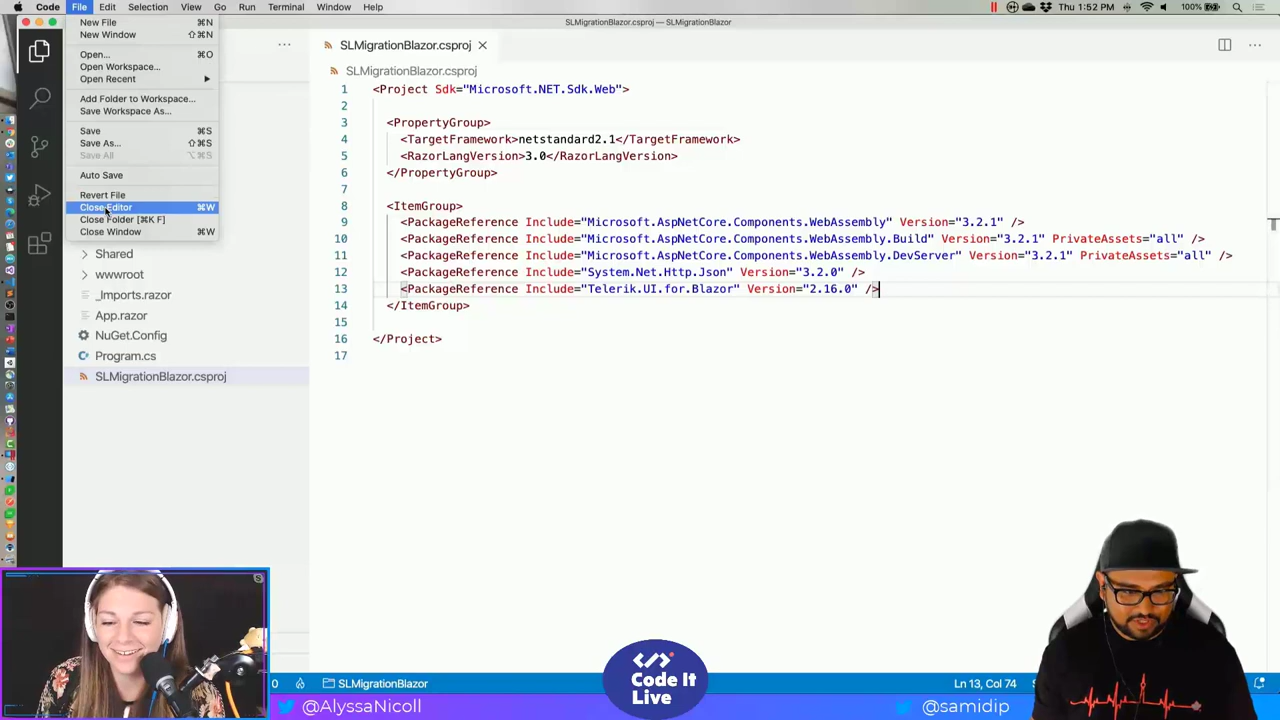 Code File Edit Selection View Go Run Terminal Window Help
Thu 1:52 PM 100%
SLMigrationBlazor.csproj — SLMigrationBlazor
New File ⌘N
New Window ⇧⌘N
Open... ⌘O
Open Workspace...
Open Recent
Add Folder to Workspace...
Save Workspace As...
Save ⌘S
Save As... ⇧⌘S
Save All ⌥⌘S
Auto Save
Revert File
Close Editor ⌘W
Close Folder [⌘K F]
Close Window ⌘W
Shared
wwwroot
_Imports.razor
App.razor
NuGet.Config
Program.cs
SLMigrationBlazor.csproj
SLMigrationBlazor.csproj
SLMigrationBlazor.csproj
1 <Project Sdk="Microsoft.NET.Sdk.Web">
2
3 <PropertyGroup>
4 <TargetFramework>netstandard2.1</TargetFramework>
5 <RazorLangVersion>3.0</RazorLangVersion>
6 </PropertyGroup>
7
8 <ItemGroup>
9 <PackageReference Include="Microsoft.AspNetCore.Components.WebAssembly" Version="3.2.1" />
10 <PackageReference Include="Microsoft.AspNetCore.Components.WebAssembly.Build" Version="3.2.1" PrivateAssets="all" />
11 <PackageReference Include="Microsoft.AspNetCore.Components.WebAssembly.DevServer" Version="3.2.1" PrivateAssets="all" />
12 <PackageReference Include="System.Net.Http.Json" Version="3.2.0" />
13 <PackageReference Include="Telerik.UI.for.Blazor" Version="2.16.0" />
14 </ItemGroup>
15
16 </Project>
17
0 SLMigrationBlazor
Ln 13, Col 74
Code It
Live
@AlyssaNicoll
@samidip